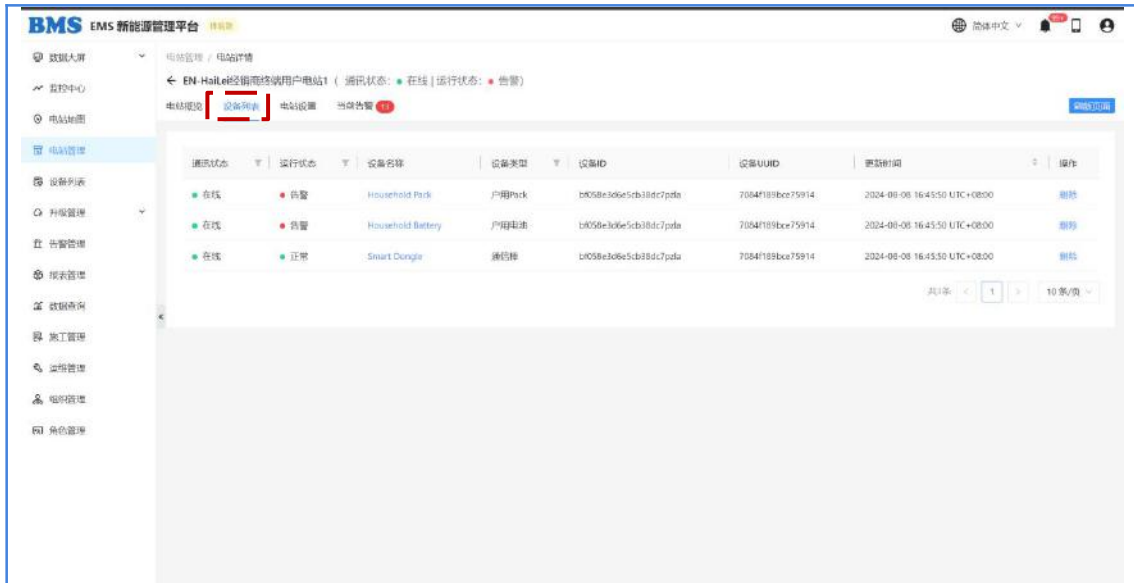 BMS EMS 新能源管理平台 体验版
简体中文
99+
数据大屏
监控中心
电站地图
电站管理
设备列表
升级管理
告警管理
报表管理
数据查询
施工管理
运维管理
组织管理
角色管理
电站管理 / 电站详情
← EN-HaiLei经销商终端用户电站1 ( 通讯状态: 在线 | 运行状态: 告警)
电站概览 设备列表 电站设置 当前告警 13
刷新页面
通讯状态 运行状态 设备名称 设备类型 设备ID 设备UUID 更新时间 操作
在线 告警 Household Pack 户用Pack bf058e3d6e5cb38dc7pzla 7084f189bce75914 2024-08-08 16:45:50 UTC+08:00 删除
在线 告警 Household Battery 户用电池 bf058e3d6e5cb38dc7pzla 7084f189bce75914 2024-08-08 16:45:50 UTC+08:00 删除
在线 正常 Smart Dongle 通信棒 bf058e3d6e5cb38dc7pzla 7084f189bce75914 2024-08-08 16:45:50 UTC+08:00 删除
共3条 < 1 > 10 条/页